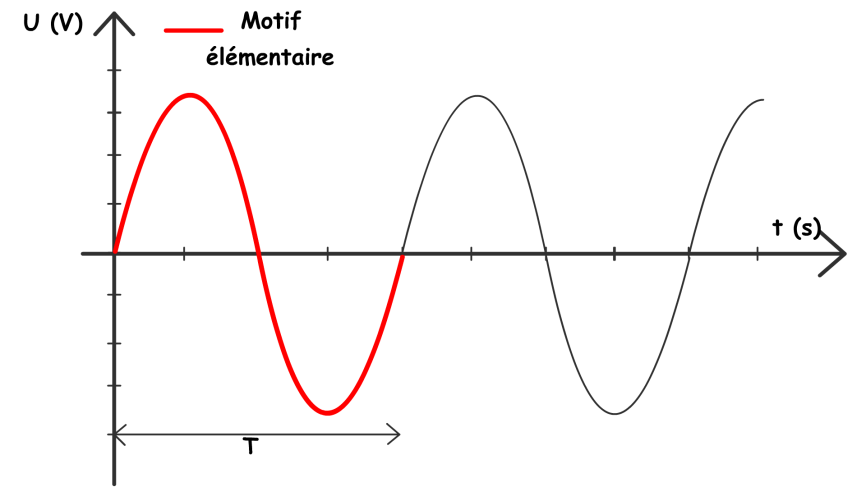 U (V)
Motif
élémentaire
t (s)
T